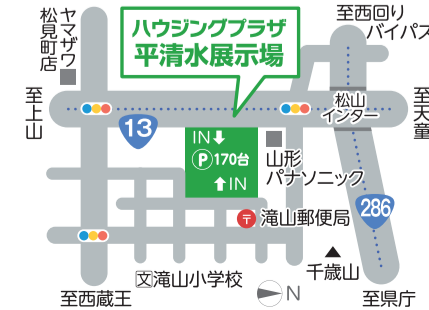 至西回り
バイパス
ヤマザワ
松見町店
ハウジングプラザ
平清水展示場
至上山
13
松山
インター
至天童
IN
P170台
IN
山形
パナソニック
〒滝山郵便局
286
文滝山小学校
千歳山
N
至西蔵王
至県庁